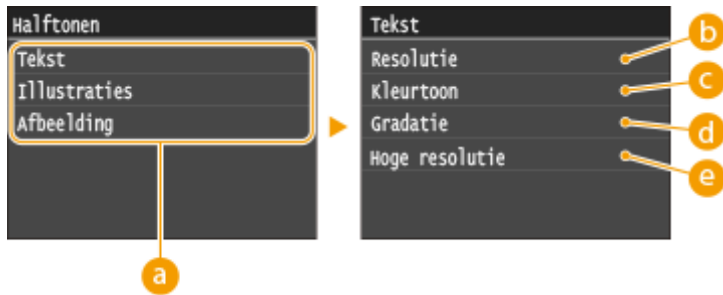 Halftonen
Tekst
Illustraties
Afbeelding
a
Tekst
Resolutie
Kleurtoon
Gradatie
Hoge resolutie
b
c
d
e